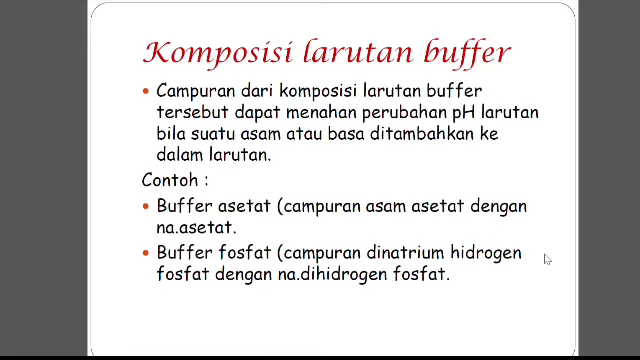 Komposisi larutan buffer
• Campuran dari komposisi larutan buffer
tersebut dapat menahan perubahan pH larutan
bila suatu asam atau basa ditambahkan ke
dalam larutan.
Contoh :
• Buffer asetat (campuran asam asetat dengan
na.asetat.
• Buffer fosfat (campuran dinatrium hidrogen
fosfat dengan na.dihidrogen fosfat.